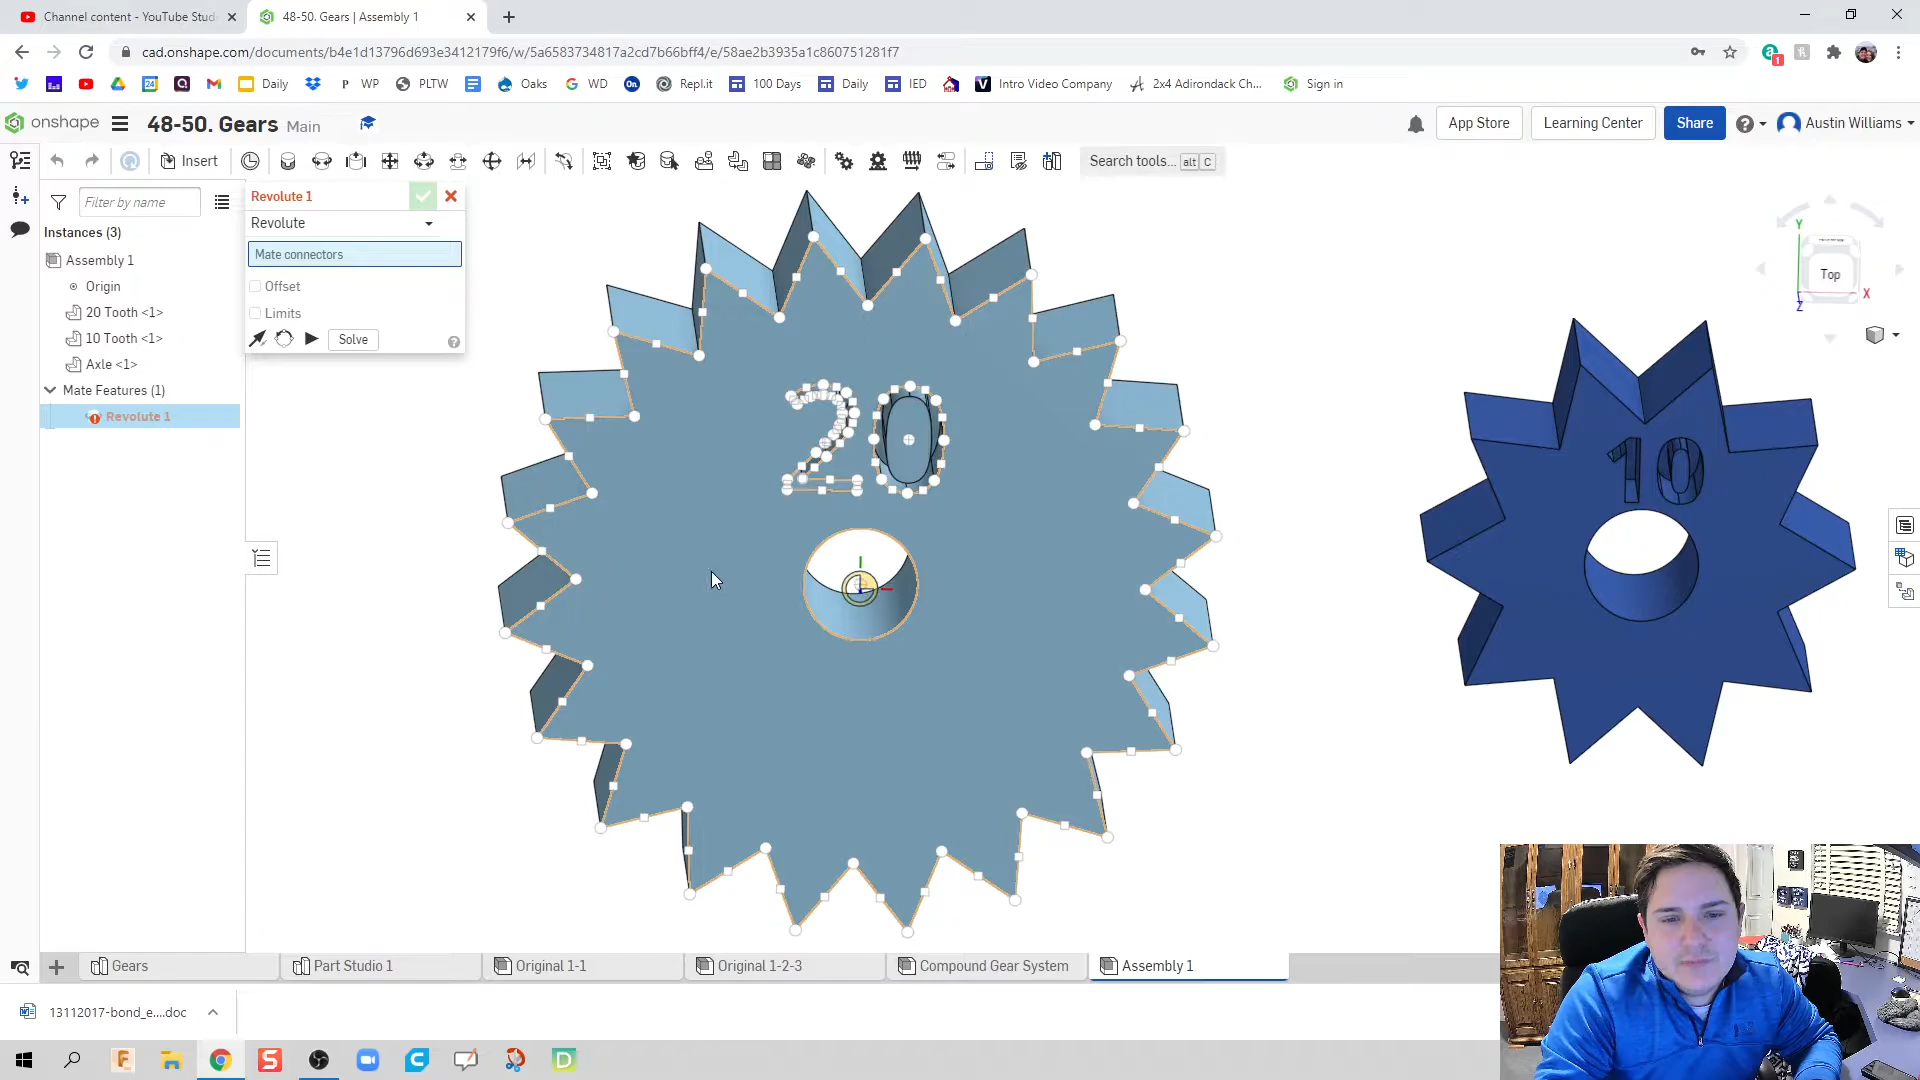 Channel content - YouTube Stud
48-50. Gears | Assembly 1
cad.onshape.com/documents/b4e1d13796d693e3412179f6/w/5a6583734817a2cd7b66bff4/e/58ae2b3935a1c860751281f7
Daily
P WP
PLTW
Oaks
G WD
On
Repl.it
100 Days
Daily
IED
V Intro Video Company
2x4 Adirondack Ch...
Sign in
onshape
48-50. Gears Main
App Store
Learning Center
Share
Austin Williams
Insert
Search tools... alt C
Filter by name
Instances (3)
Assembly 1
Origin
20 Tooth <1>
10 Tooth <1>
Axle <1>
Mate Features (1)
Revolute 1
Revolute 1
Revolute
Mate connectors
Offset
Limits
Solve
20
10
Y
Top
X
Z
Gears
Part Studio 1
Original 1-1
Original 1-2-3
Compound Gear System
Assembly 1
13112017-bond_e....doc